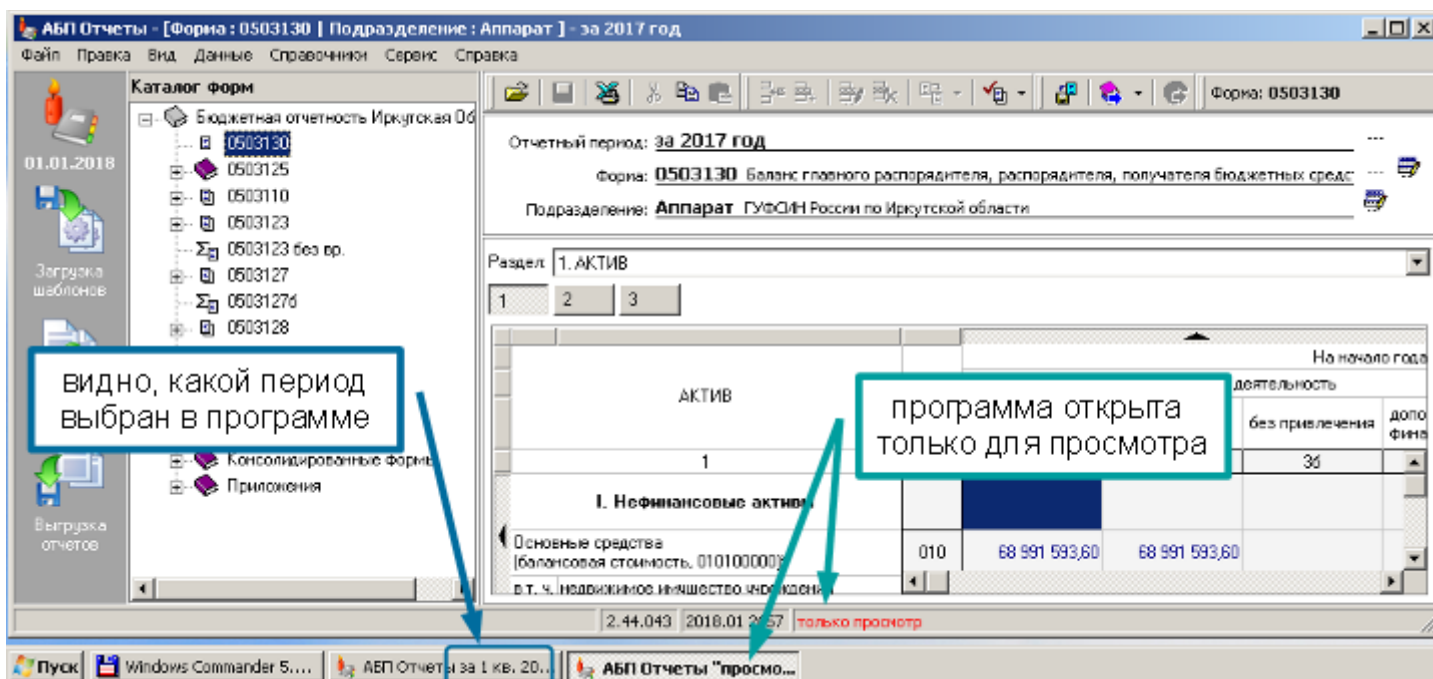 АБП Отчеты - [Форма : 0503130 | Подразделение : Аппарат ] - за 2017 год
Файл Правка Вид Данные Справочники Сервис Справка
Каталог форм
Форма: 0503130
01.01.2018
Загрузка шаблонов
Выгрузка отчетов
Бюджетная отчетность Иркутская Об
0503130
0503125
0503110
0503123
0503123 без вр.
0503127
0503127б
0503128
Консолидированные формы
Приложения
Отчетный период: за 2017 год
Форма: 0503130 Баланс главного распорядителя, распорядителя, получателя бюджетных средс
Подразделение: Аппарат ГУФСИН России по Иркутской области
Раздел: 1. АКТИВ
1 2 3
На начало года
деятельность
АКТИВ
без привлечения
допо
фина
1
3б
I. Нефинансовые активы
Основные средства
(балансовая стоимость, 010100000)*
010 68 991 593,60 68 991 593,60
в т. ч. недвижимое имущество учреждения
видно, какой период
выбран в программе
программа открыта
только для просмотра
2.44.043 2018.01 только просмотр
Пуск Windows Commander 5.... АБП Отчеты за 1 кв. 20... АБП Отчеты "просмо...